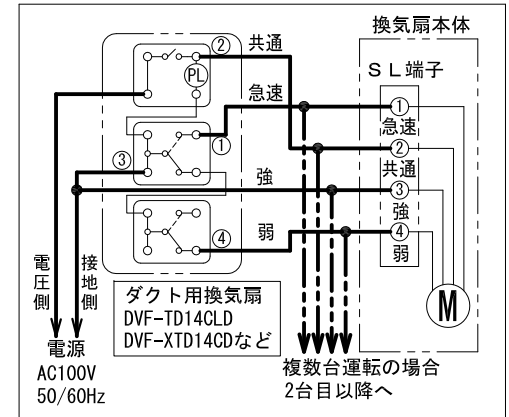 換気扇本体
SL端子
② 共通
PL
急速
①
①
急速
②
共通
③
強
③
強
④
弱
④
弱
電圧側
接地側
電源
AC100V
50/60Hz
ダクト用換気扇
DVF-TD14CLD
DVF-XTD14CDなど
M
複数台運転の場合
2台目以降へ